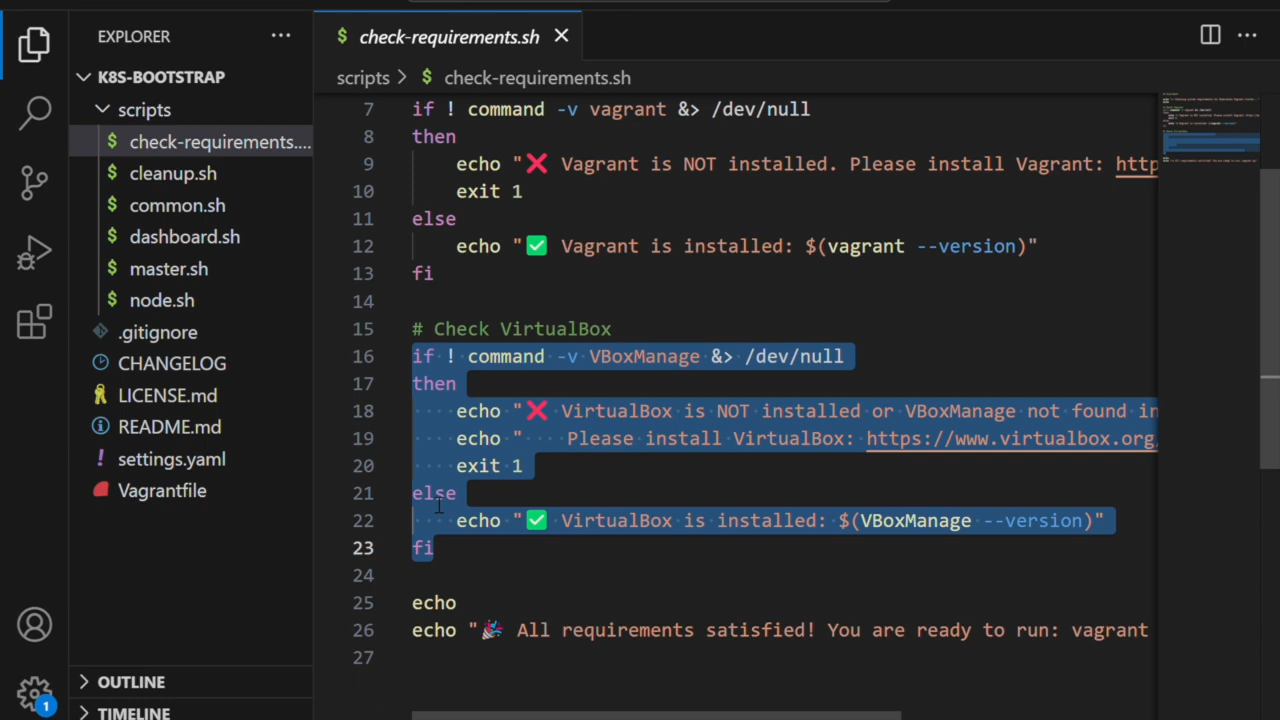 EXPLORER
K8S-BOOTSTRAP
scripts
$ check-requirements....
$ cleanup.sh
$ common.sh
$ dashboard.sh
$ master.sh
$ node.sh
.gitignore
CHANGELOG
LICENSE.md
README.md
! settings.yaml
Vagrantfile
OUTLINE
TIMELINE
1
$ check-requirements.sh
scripts > $ check-requirements.sh
7 if ! command -v vagrant &> /dev/null
8 then
9 echo "❌ Vagrant is NOT installed. Please install Vagrant: http
10 exit 1
11 else
12 echo "✅ Vagrant is installed: $(vagrant --version)"
13 fi
14
15 # Check VirtualBox
16 if ! command -v VBoxManage &> /dev/null
17 then
18 echo "❌ VirtualBox is NOT installed or VBoxManage not found in
19 echo "    Please install VirtualBox: https://www.virtualbox.org/
20 exit 1
21 else
22 echo "✅ VirtualBox is installed: $(VBoxManage --version)"
23 fi
24
25 echo
26 echo "🎉 All requirements satisfied! You are ready to run: vagrant
27